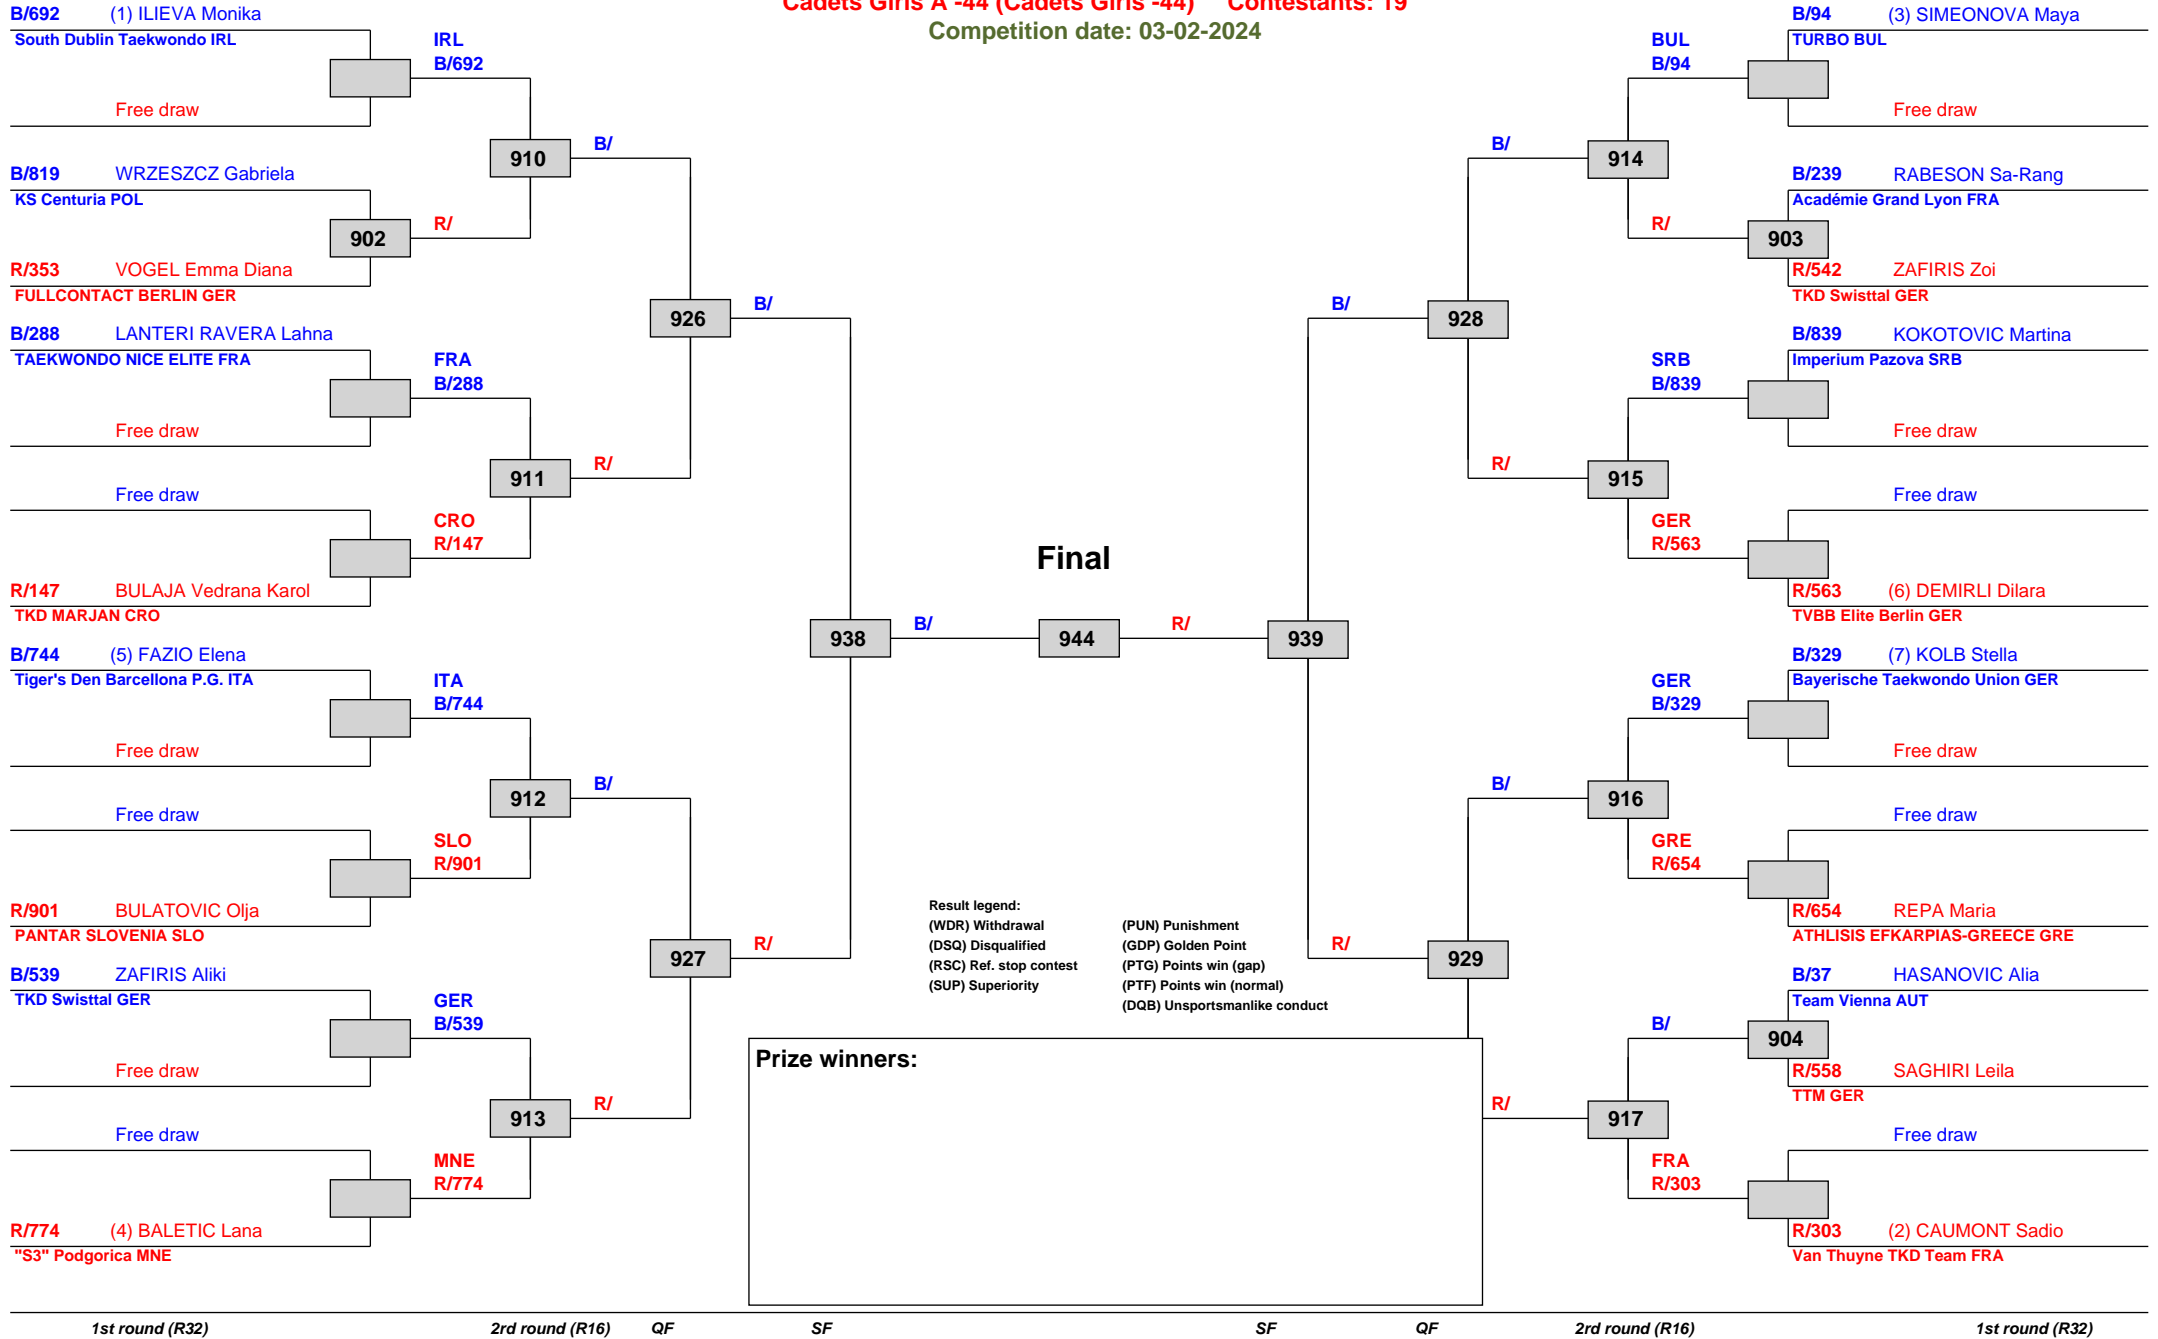 Cadets Girls A -44 (Cadets Girls -44) Contestants: 19
Competition date: 03-02-2024
B/692 (1) ILIEVA Monika
South Dublin Taekwondo IRL
IRL
B/692
Free draw
910
B/
B/819 WRZESZCZ Gabriela
KS Centuria POL
902
R/
R/353 VOGEL Emma Diana
FULLCONTACT BERLIN GER
926
B/
B/288 LANTERI RAVERA Lahna
TAEKWONDO NICE ELITE FRA
FRA
B/288
Free draw
911
R/
Free draw
CRO
R/147
R/147 BULAJA Vedrana Karol
TKD MARJAN CRO
938
B/
B/744 (5) FAZIO Elena
Tiger's Den Barcellona P.G. ITA
ITA
B/744
Free draw
912
B/
Free draw
SLO
R/901
R/901 BULATOVIC Olja
PANTAR SLOVENIA SLO
927
R/
B/539 ZAFIRIS Aliki
TKD Swisttal GER
GER
B/539
Free draw
913
R/
Free draw
MNE
R/774
R/774 (4) BALETIC Lana
"S3" Podgorica MNE
Final
944
R/
939
B/94 (3) SIMEONOVA Maya
TURBO BUL
BUL
B/94
Free draw
B/
914
B/239 RABESON Sa-Rang
Académie Grand Lyon FRA
R/
903
R/542 ZAFIRIS Zoi
TKD Swisttal GER
B/
928
B/839 KOKOTOVIC Martina
Imperium Pazova SRB
SRB
B/839
Free draw
R/
915
Free draw
GER
R/563
R/563 (6) DEMIRLI Dilara
TVBB Elite Berlin GER
B/329 (7) KOLB Stella
Bayerische Taekwondo Union GER
GER
B/329
Free draw
B/
916
Free draw
GRE
R/654
R/654 REPA Maria
ATHLISIS EFKARPIAS-GREECE GRE
R/
929
B/37 HASANOVIC Alia
Team Vienna AUT
B/
904
R/558 SAGHIRI Leila
TTM GER
R/
917
Free draw
FRA
R/303
R/303 (2) CAUMONT Sadio
Van Thuyne TKD Team FRA
Result legend:
(WDR) Withdrawal (PUN) Punishment
(DSQ) Disqualified (GDP) Golden Point
(RSC) Ref. stop contest (PTG) Points win (gap)
(SUP) Superiority (PTF) Points win (normal)
(DQB) Unsportsmanlike conduct
Prize winners:
1st round (R32) 2rd round (R16) QF SF SF QF 2rd round (R16) 1st round (R32)